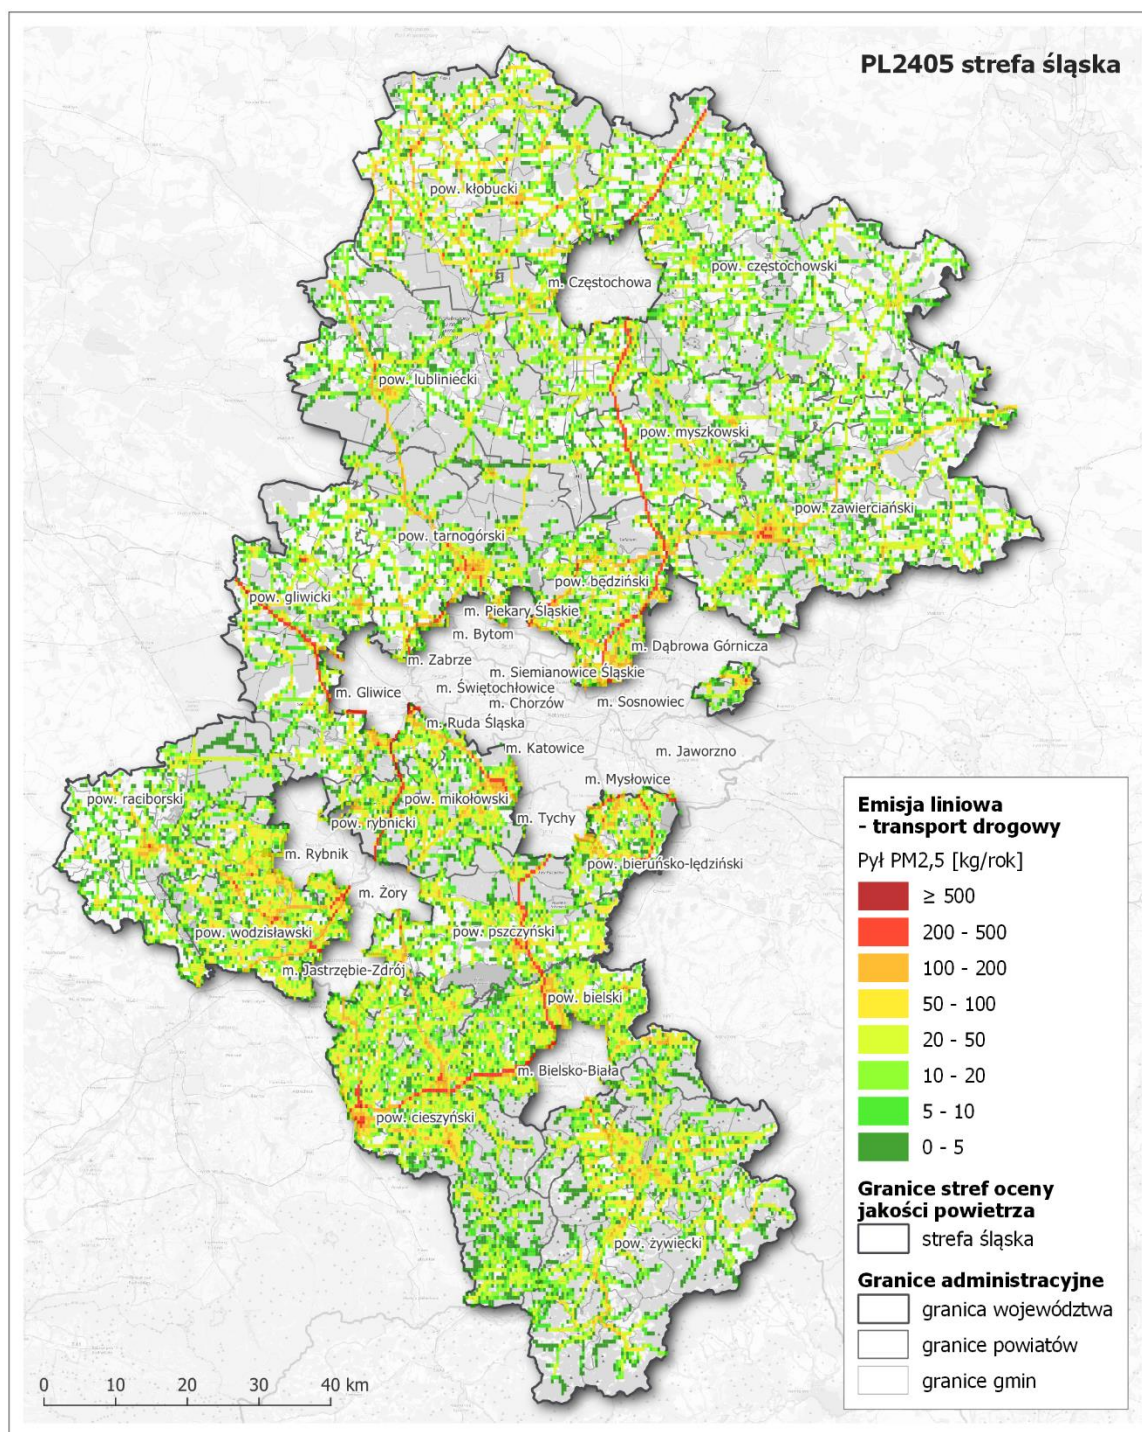 PL2405 strefa śląska
pow. kłobucki
pow. częstochowski
m. Częstochowa
pow. lubliniecki
pow. myszkowski
pow. zawierciański
pow. tarnogórski
pow. będziński
pow. gliwicki
m. Piekary Śląskie
m. Bytom
m. Dąbrowa Górnicza
m. Zabrze
m. Siemianowice Śląskie
m. Świętochłowice
m. Gliwice
m. Chorzów
m. Sosnowiec
m. Ruda Śląska
m. Katowice
m. Jaworzno
m. Mysłowice
pow. raciborski
pow. mikołowski
m. Tychy
pow. rybnicki
m. Rybnik
pow. bieruńsko-lędziński
m. Żory
pow. wodzisławski
pow. pszczyński
m. Jastrzębie-Zdrój
pow. bielski
m. Bielsko-Biała
pow. cieszyński
pow. żywiecki
Emisja liniowa
- transport drogowy
Pył PM2,5 [kg/rok]
≥ 500
200 - 500
100 - 200
50 - 100
20 - 50
10 - 20
5 - 10
0 - 5
Granice stref oceny
jakości powietrza
strefa śląska
Granice administracyjne
granica województwa
granice powiatów
granice gmin
0 10 20 30 40 km